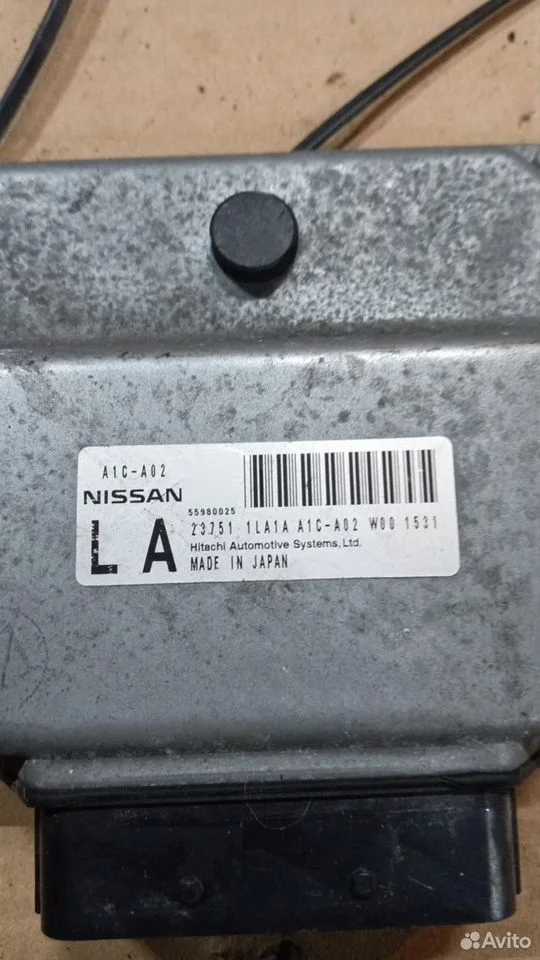 A1C-A02
NISSAN
55980025
L A
23751 1LA1A A1C-A02 W00 1531
Hitachi Automotive Systems, Ltd.
MADE IN JAPAN
Avito